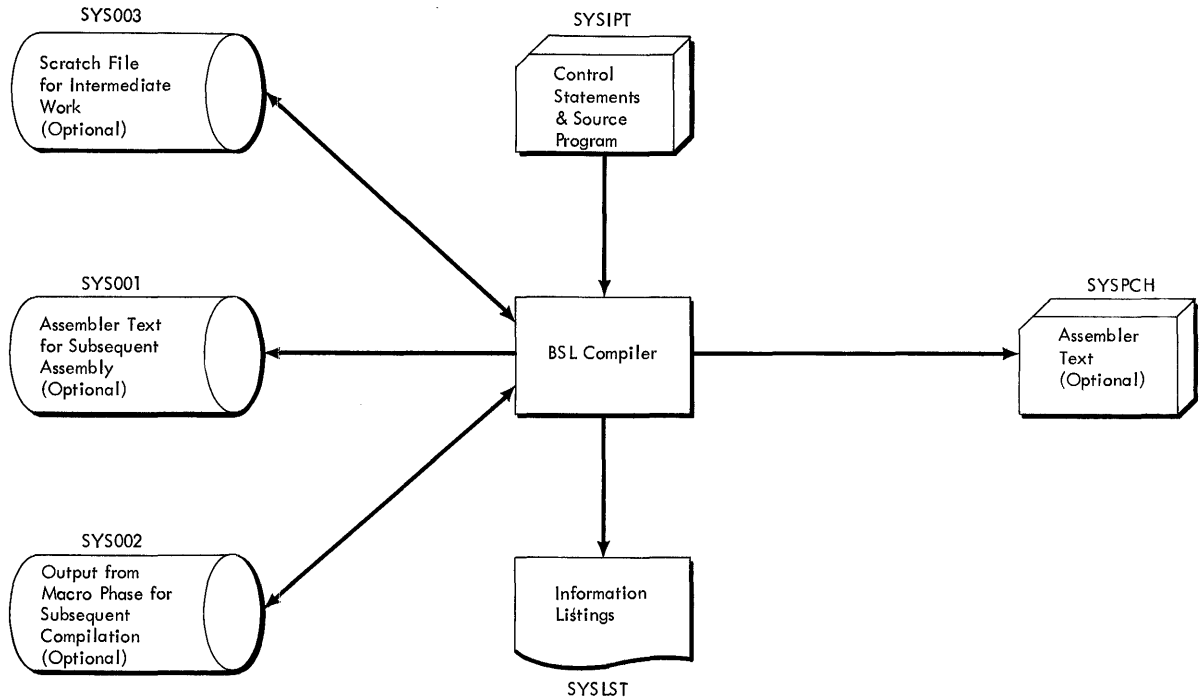 SYS003
Scratch File
for Intermediate
Work
(Optional)
SYSIPT
Control
Statements
& Source
Program
SYS001
Assembler Text
for Subsequent
Assembly
(Optional)
BSL Compiler
SYSPCH
Assembler
Text
(Optional)
SYS002
Output from
Macro Phase for
Subsequent
Compilation
(Optional)
Information
Listings
SYSLST